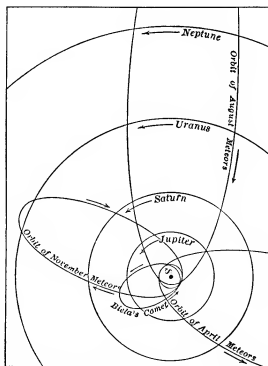 Neptune
Orbit of August Meteors
Uranus
Saturn
Jupiter
Orbit of November Meteors
Biela's Comet
Orbit of April Meteors